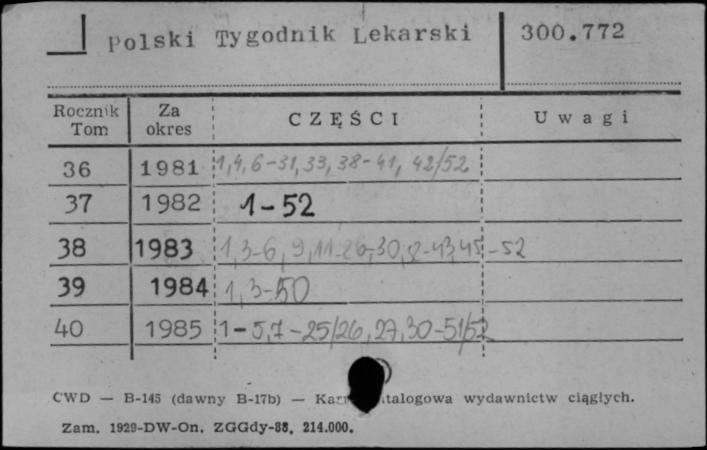 Polski Tygodnik Lekarski 300.772
Rocznik Tom Za okres CZĘŚCI Uwagi
36 1981 1,4,6-31,33,38-41, 42/52
37 1982 1-52
38 1983 1,3-6,9,11-26,30, 2-43,45-52
39 1984 1,3-50
40 1985 1-5,7-25/26,27,30-51/52
CWD — B-145 (dawny B-17b) — talogowa wydawnictw ciągłych.
Zam. 1929-DW-On. ZGGdy-88, 214.000.